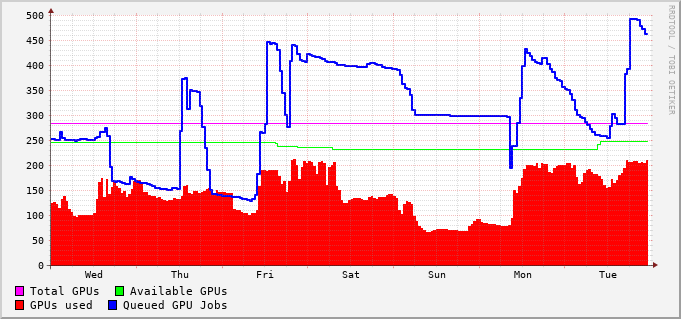 500
450
400
350
300
250
200
150
100
50
0
Wed Thu Fri Sat Sun Mon Tue
Total GPUs Available GPUs
GPUs used Queued GPU Jobs
RRDTOOL / TOBI OETIKER